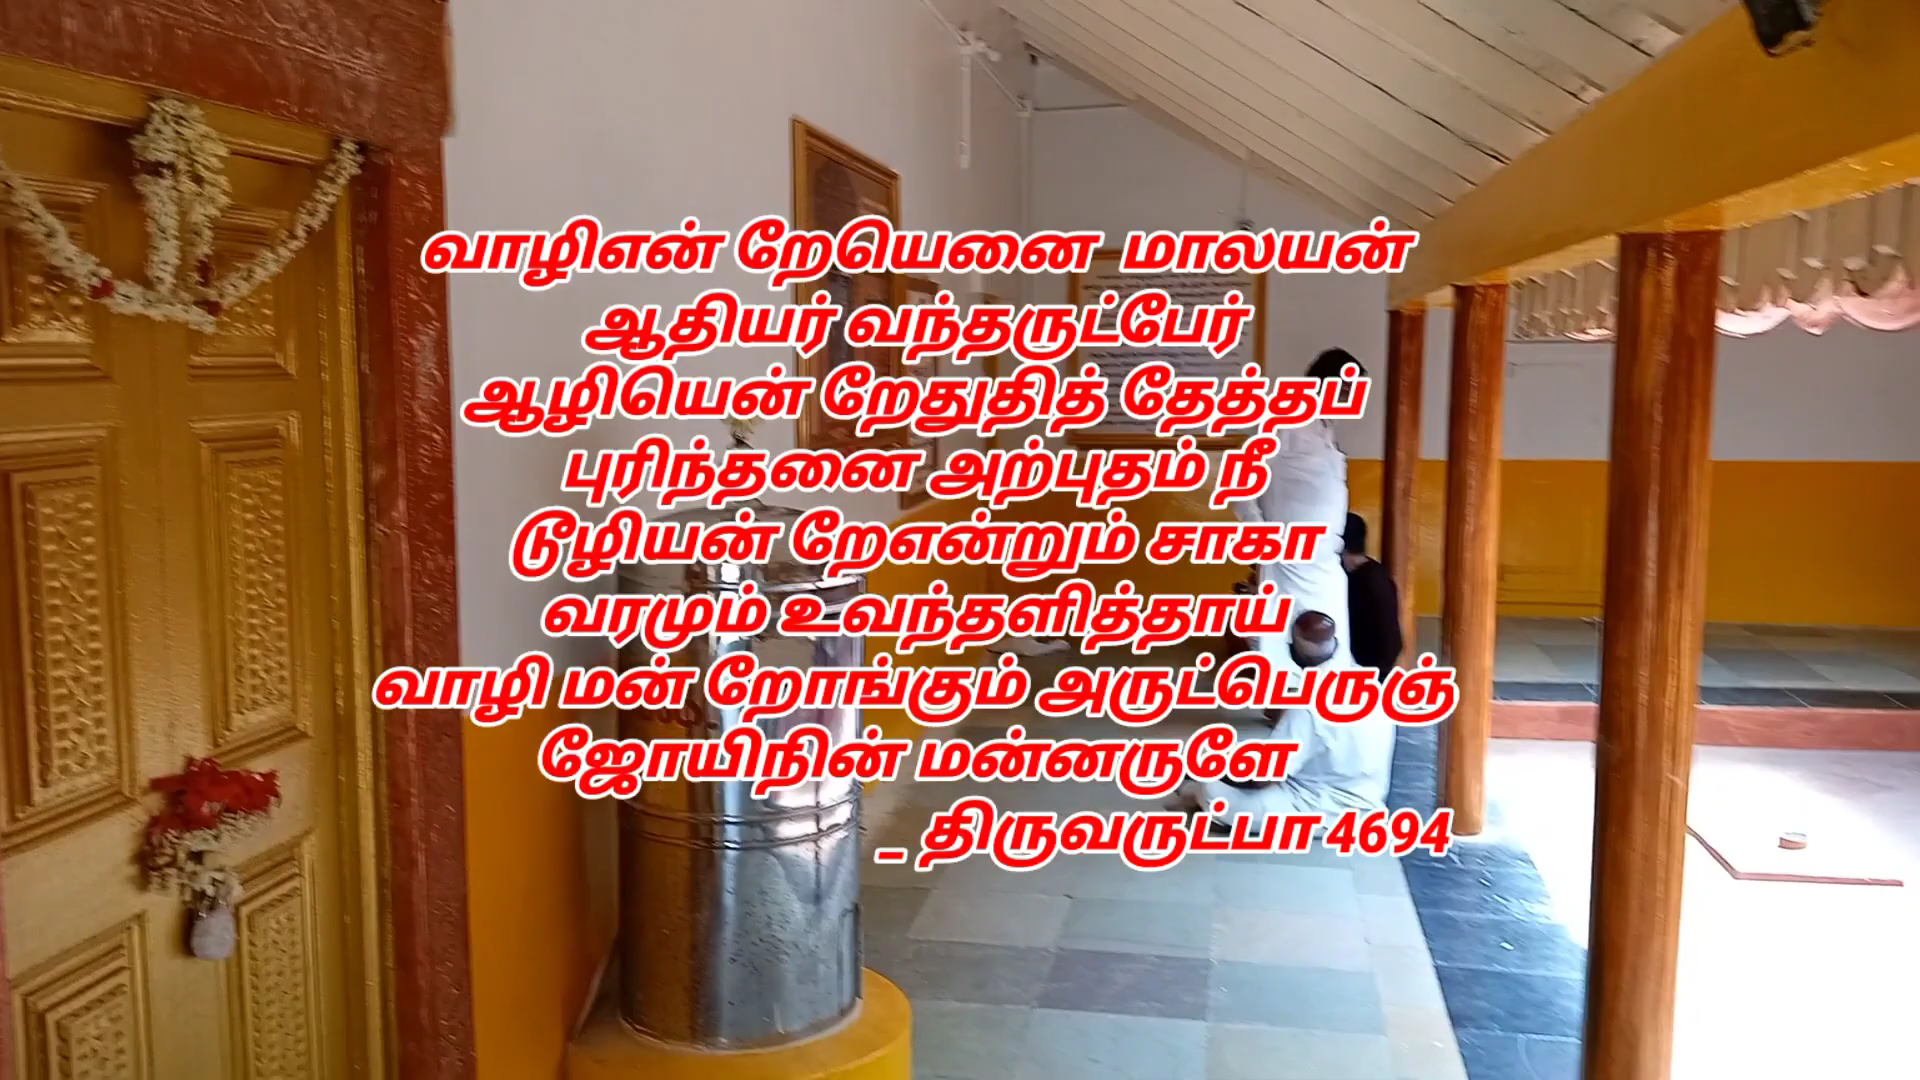 வாழிஎன் றேயெனை மாலயன்
ஆதியர் வந்தருட்பேர்
ஆழியென் றேதுதித் தேத்தப்
புரிந்தனை அற்புதம் நீ
டூழியன் றேஎன்றும் சாகா
வரமும் உவந்தளித்தாய்
வாழி மன் றோங்கும் அருட்பெருஞ்
ஜோயிநின் மன்னருளே
_ திருவருட்பா 4694